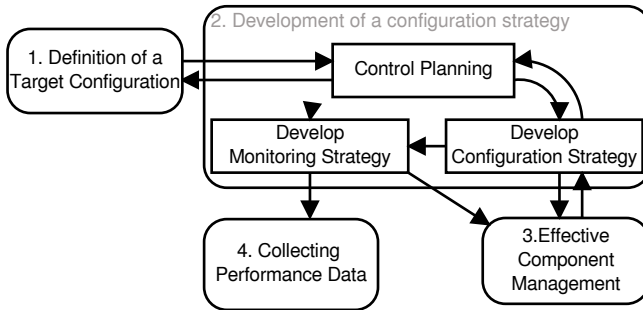 2. Development of a configuration strategy
1. Definition of a
Target Configuration
Control Planning
Develop
Monitoring Strategy
Develop
Configuration Strategy
4. Collecting
Performance Data
3.Effective
Component
Management